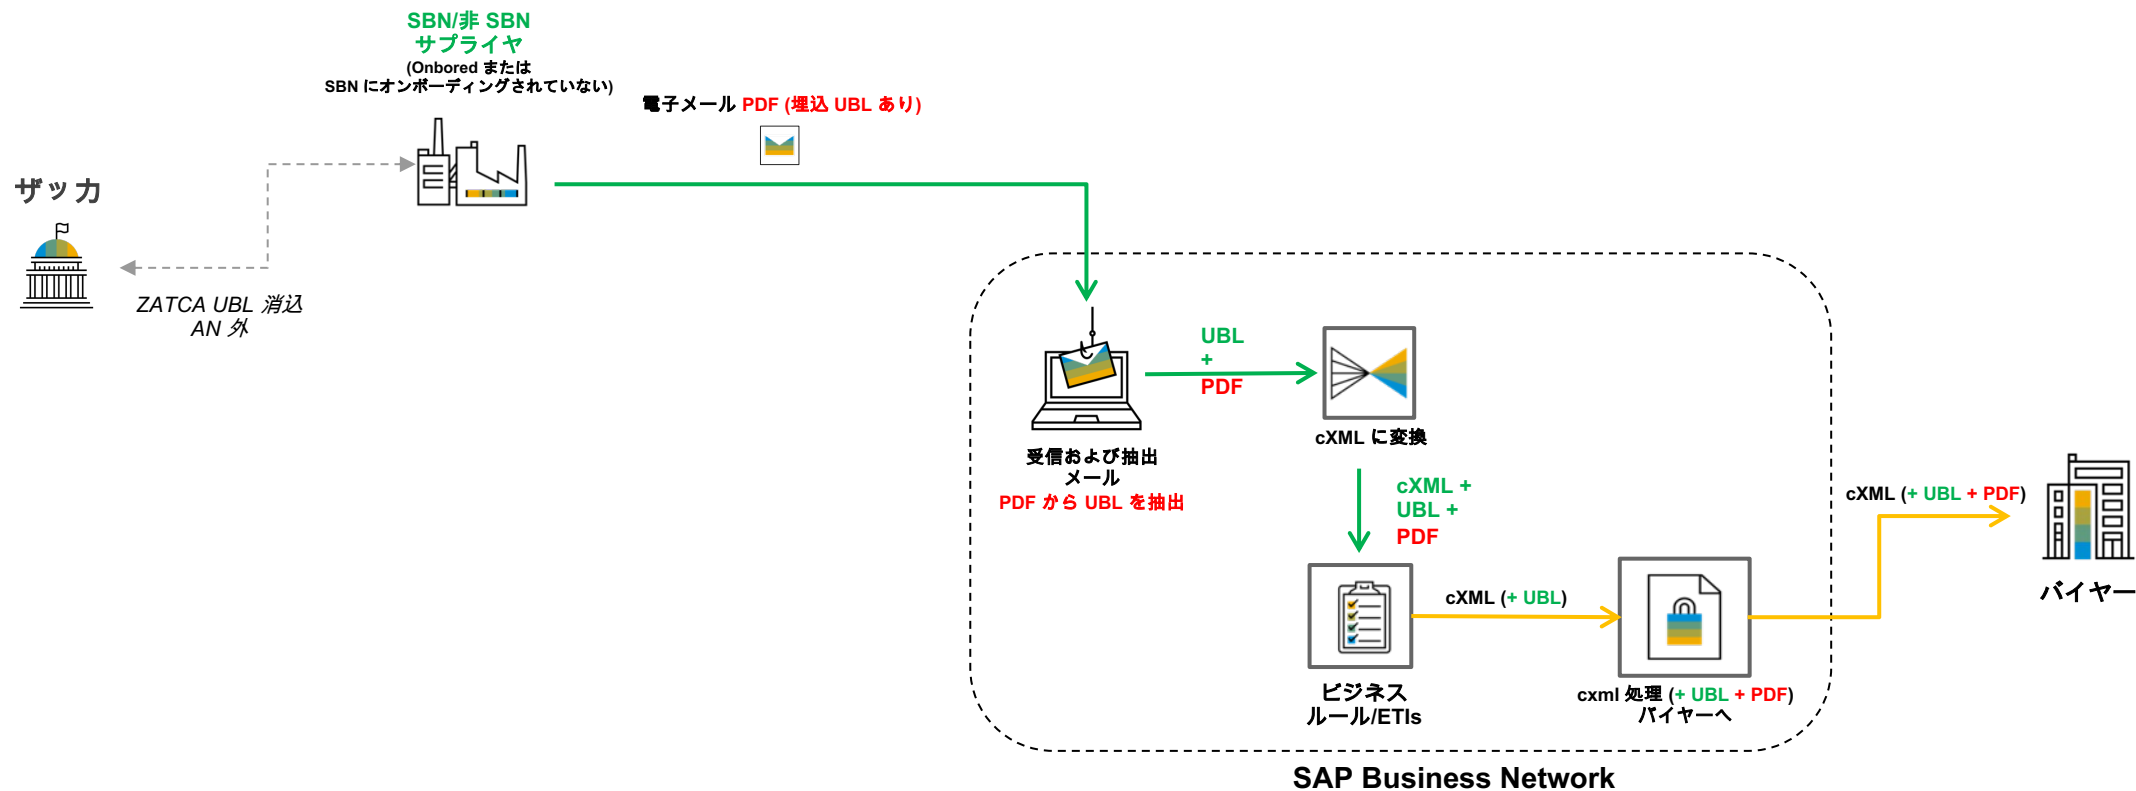 SBN/非 SBN
サプライヤ
(Onbored または
SBN にオンボーディングされていない)
電子メール PDF (埋込 UBL あり)
ザッカ
ZATCA UBL 消込
AN 外
UBL
+
PDF
cXML に変換
受信および抽出
メール
PDF から UBL を抽出
cXML +
UBL +
PDF
cXML (+ UBL + PDF)
バイヤー
cXML (+ UBL)
ビジネス
ルール/ETIs
cxml 処理 (+ UBL + PDF)
バイヤーへ
SAP Business Network